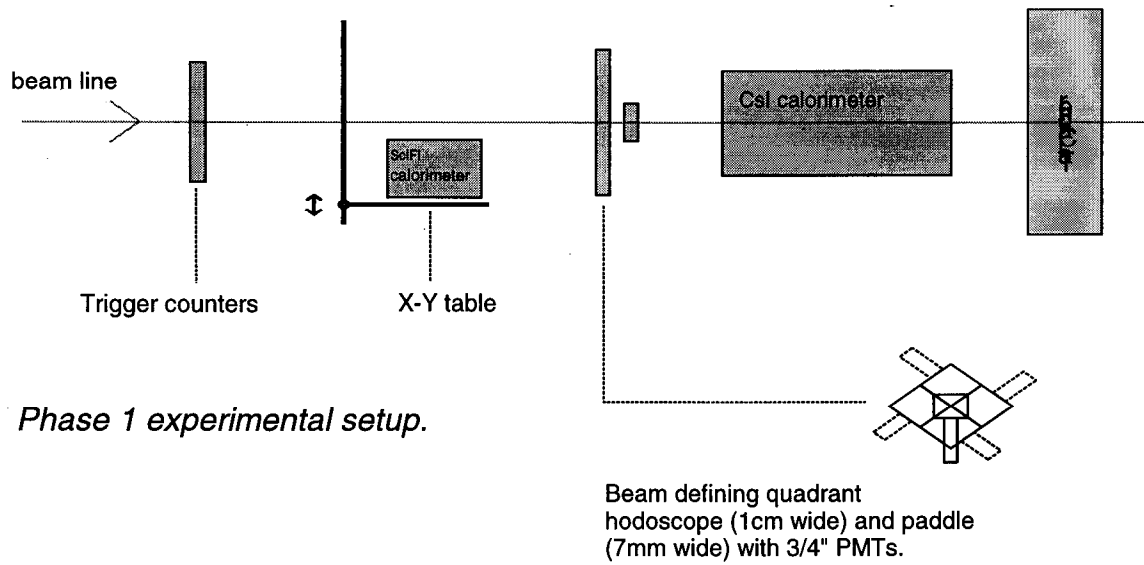 beam line
CsI calorimeter
SciFi
calorimeter
Trigger counters
X-Y table
Phase 1 experimental setup.
Beam defining quadrant
hodoscope (1cm wide) and paddle
(7mm wide) with 3/4" PMTs.